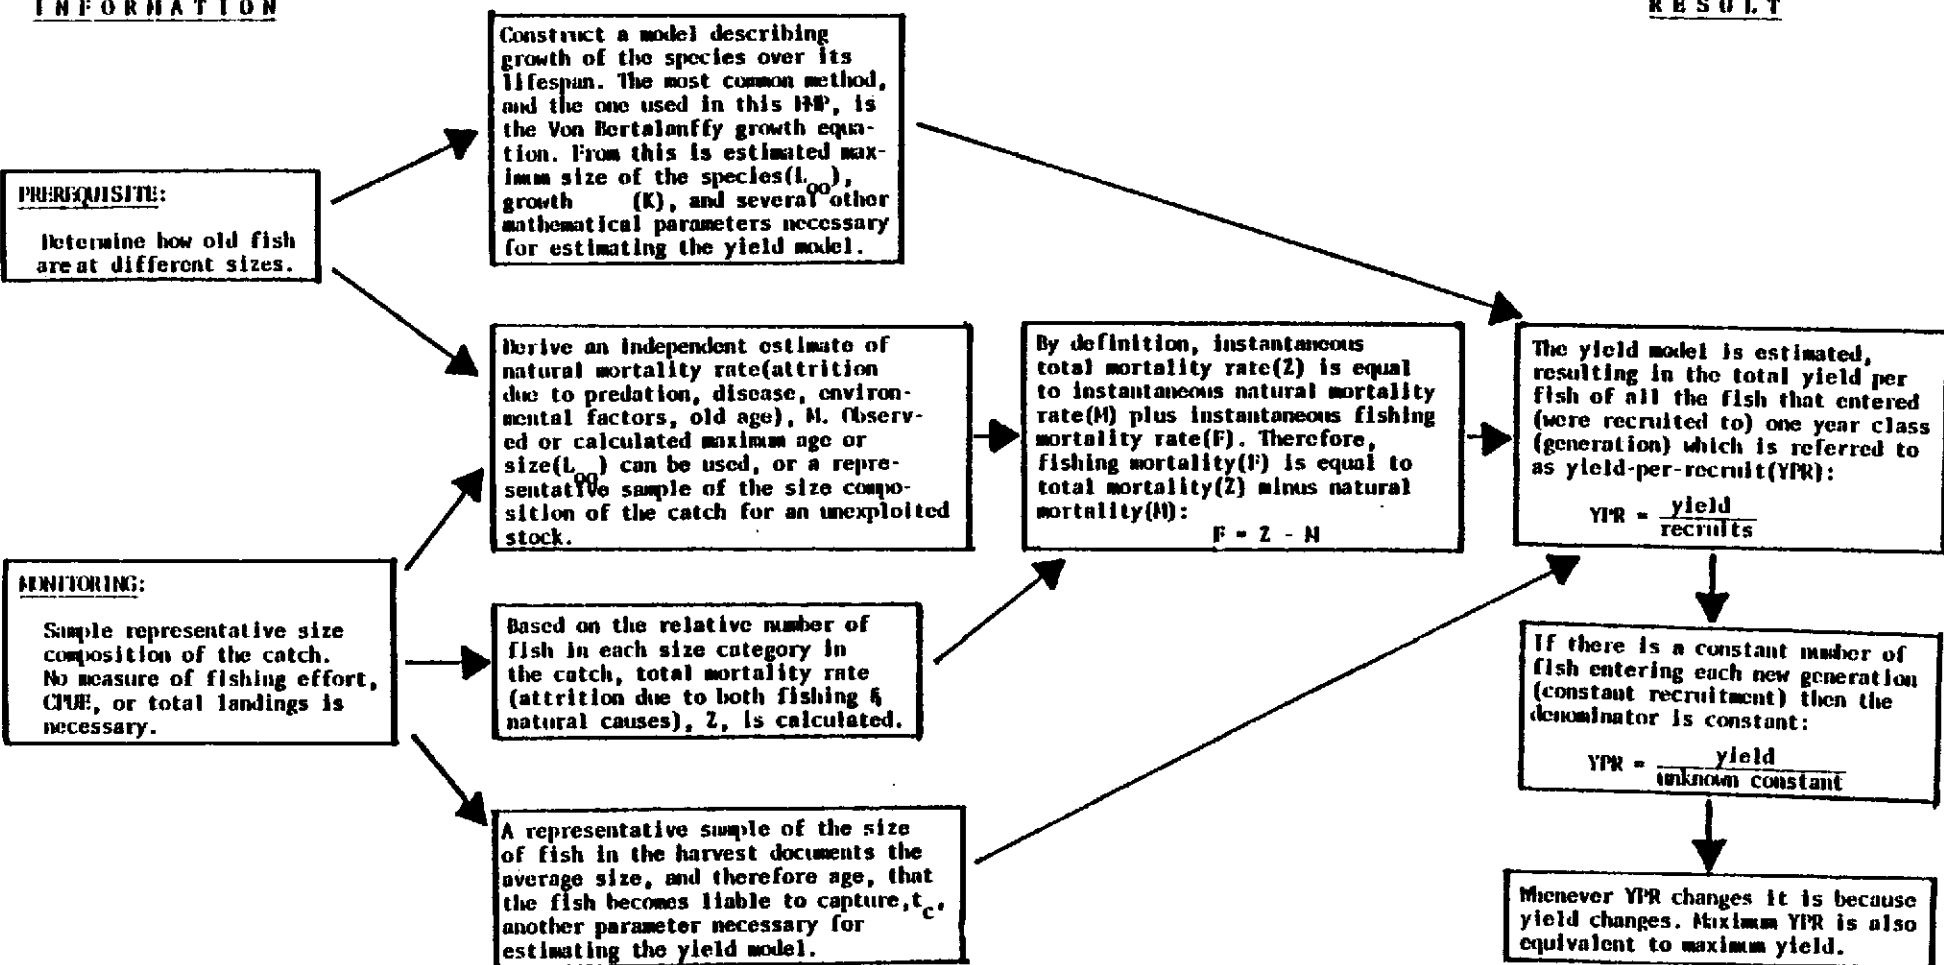 INFORMATION
RESULT
Construct a model describing
growth of the species over its
lifespan. The most common method,
and the one used in this FMP, is
the Von Bertalanffy growth equa-
tion. From this is estimated max-
imum size of the species(L∞),
growth (K), and several other
mathematical parameters necessary
for estimating the yield model.
PREREQUISITE:
Determine how old fish
are at different sizes.
Derive an independent estimate of
natural mortality rate(attrition
due to predation, disease, environ-
mental factors, old age), M. Observ-
ed or calculated maximum age or
size(L∞) can be used, or a repre-
sentative sample of the size compo-
sition of the catch for an unexploited
stock.
By definition, instantaneous
total mortality rate(Z) is equal
to instantaneous natural mortality
rate(M) plus instantaneous fishing
mortality rate(F). Therefore,
fishing mortality(F) is equal to
total mortality(Z) minus natural
mortality(M):
F = Z - M
The yield model is estimated,
resulting in the total yield per
fish of all the fish that entered
(were recruited to) one year class
(generation) which is referred to
as yield-per-recruit(YPR):
YPR = yield
recruits
MONITORING:
Sample representative size
composition of the catch.
No measure of fishing effort,
CPUE, or total landings is
necessary.
Based on the relative number of
fish in each size category in
the catch, total mortality rate
(attrition due to both fishing &
natural causes), Z, is calculated.
If there is a constant number of
fish entering each new generation
(constant recruitment) then the
denominator is constant:
YPR = yield
unknown constant
A representative sample of the size
of fish in the harvest documents the
average size, and therefore age, that
the fish becomes liable to capture,tc,
another parameter necessary for
estimating the yield model.
Whenever YPR changes it is because
yield changes. Maximum YPR is also
equivalent to maximum yield.